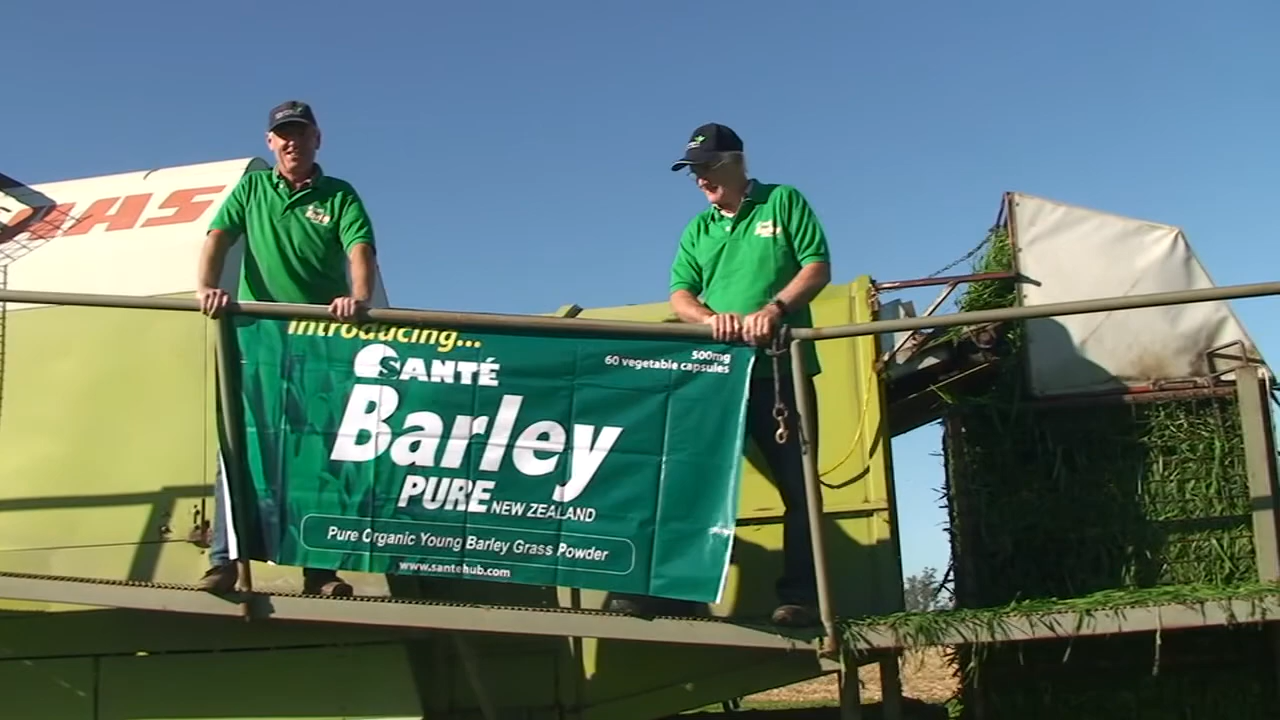 AHS
Introducing...
SANTÉ
500mg
60 vegetable capsules
Barley
PURE NEW ZEALAND
Pure Organic Young Barley Grass Powder
www.santehub.com